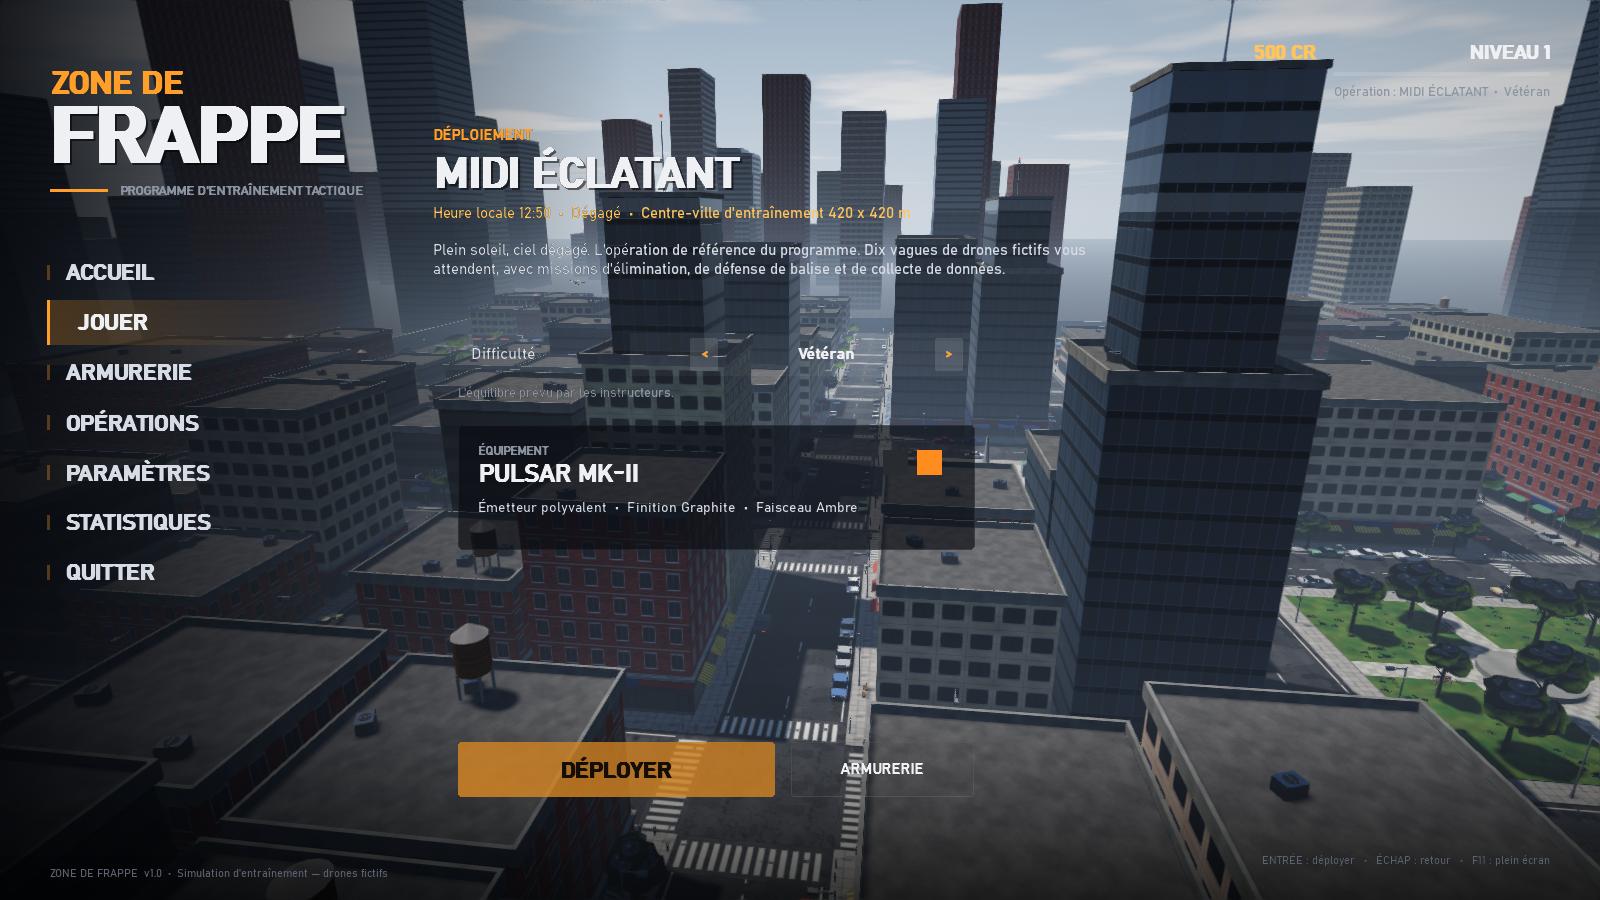 ZONE DE
FRAPPE
PROGRAMME D'ENTRAÎNEMENT TACTIQUE
ACCUEIL
JOUER
ARMURERIE
OPÉRATIONS
PARAMÈTRES
STATISTIQUES
QUITTER
500 CR
NIVEAU 1
Opération : MIDI ÉCLATANT • Vétéran
DÉPLOIEMENT
MIDI ÉCLATANT
Heure locale 12:50 • Dégagé • Centre-ville d'entraînement 420 x 420 m
Plein soleil, ciel dégagé. L'opération de référence du programme. Dix vagues de drones fictifs vous
attendent, avec missions d'élimination, de défense de balise et de collecte de données.
Difficulté
< Vétéran >
L'équilibre prévu par les instructeurs.
ÉQUIPEMENT
PULSAR MK-II
Émetteur polyvalent • Finition Graphite • Faisceau Ambre
DÉPLOYER
ARMURERIE
ZONE DE FRAPPE v1.0 • Simulation d'entraînement — drones fictifs
ENTRÉE : déployer • ÉCHAP : retour • F11 : plein écran